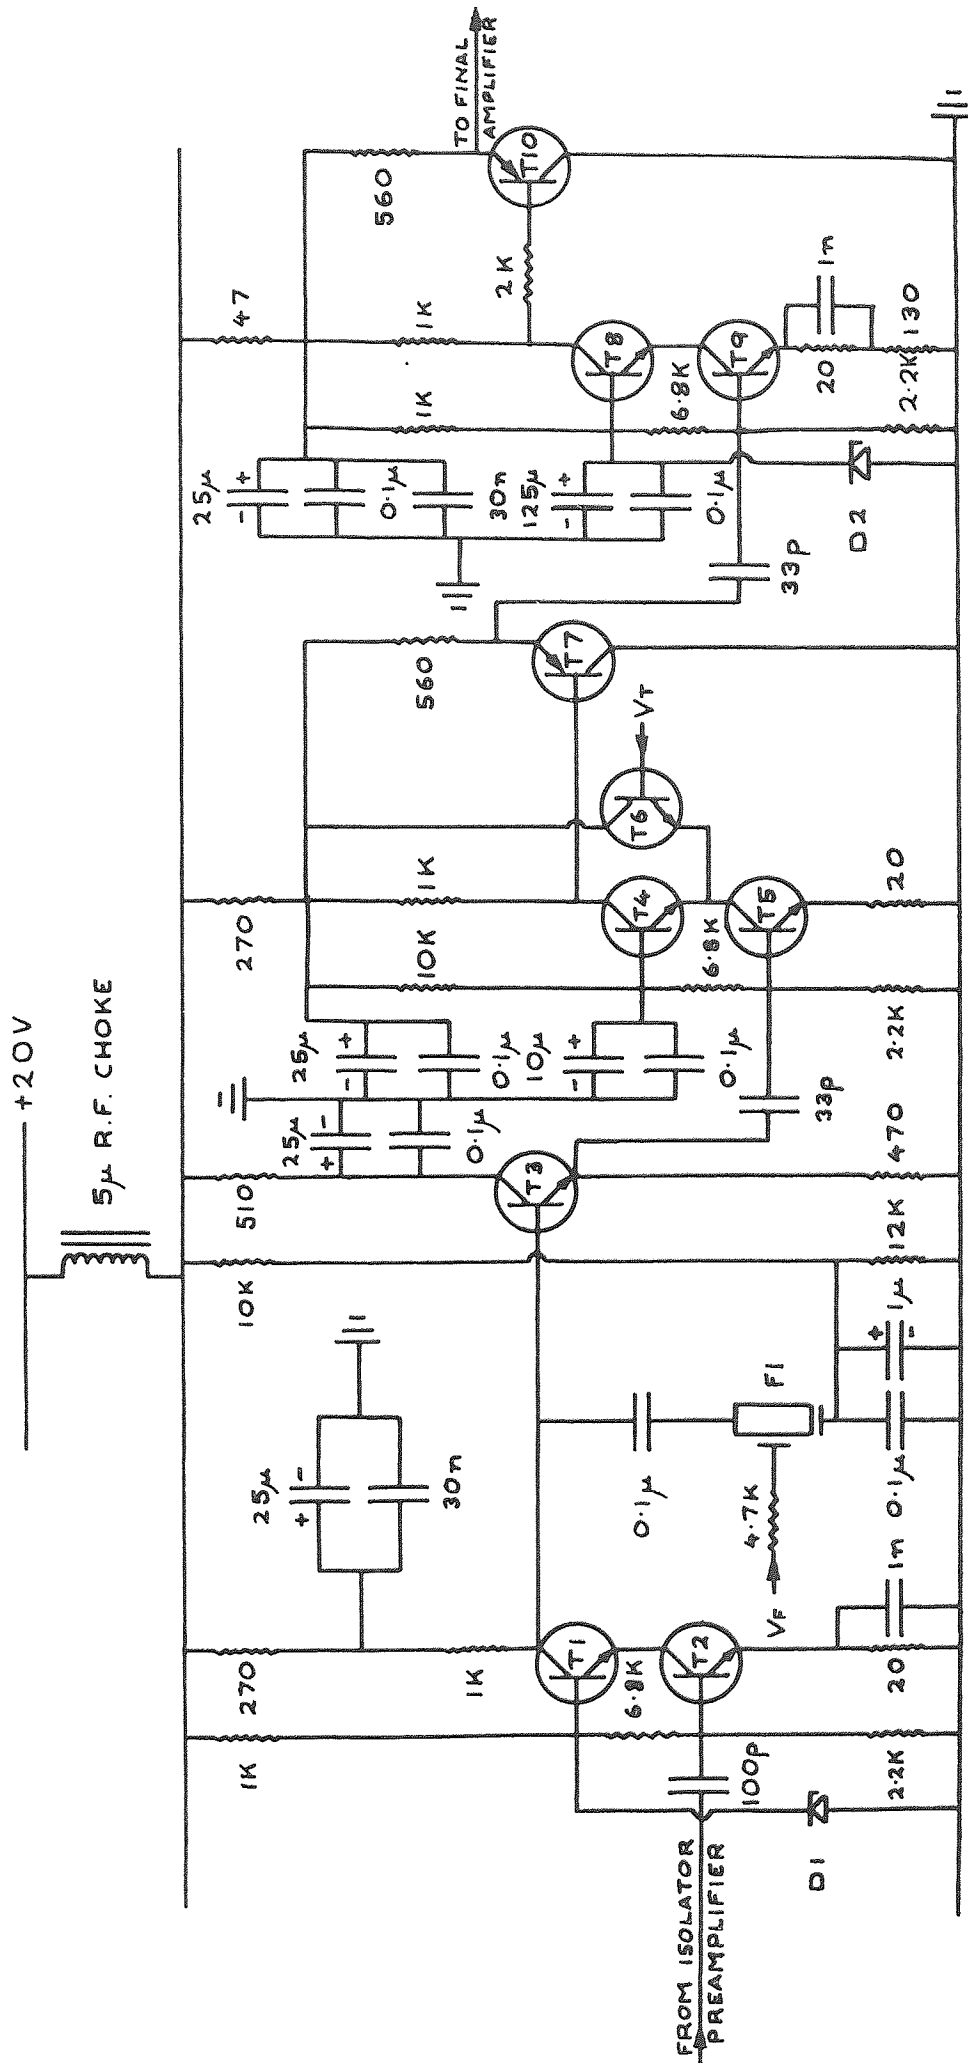 +20V
5μ R.F. CHOKE
FROM ISOLATOR
PREAMPLIFIER
1K
270
25μ
+
-
30n
1K
T1
6.8K
T2
100p
D1
2.2K
20
1n
VF
4.7K
F1
0.1μ
0.1μ
1μ
+
-
10K
12K
510
25μ
+
-
0.1μ
T3
470
33p
25μ
-
+
0.1μ
10μ
-
+
0.1μ
270
10K
1K
T4
6.8K
T5
2.2K
20
T6
VT
560
T7
33p
25μ
-
+
0.1μ
30n
125μ
-
+
0.1μ
D2
47
1K
1K
T8
6.8K
T9
20
1n
2.2K
130
2K
560
T10
TO FINAL
AMPLIFIER